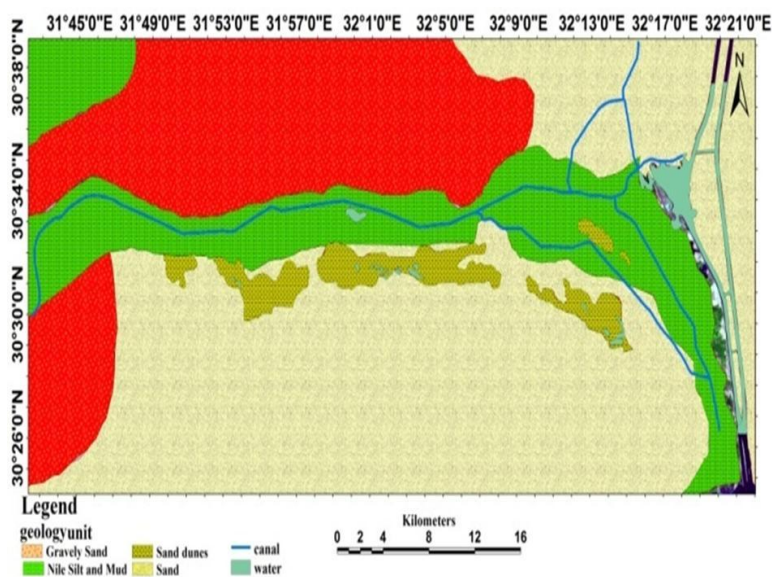 31°45'0"E 31°49'0"E 31°53'0"E 31°57'0"E 32°1'0"E 32°5'0"E 32°9'0"E 32°13'0"E 32°17'0"E 32°21'0"E
30°38'0"N
30°34'0"N
30°30'0"N
30°26'0"N
N
Legend
geologyunit
Gravely Sand
Nile Silt and Mud
Sand dunes
Sand
canal
water
Kilometers
0 2 4 8 12 16